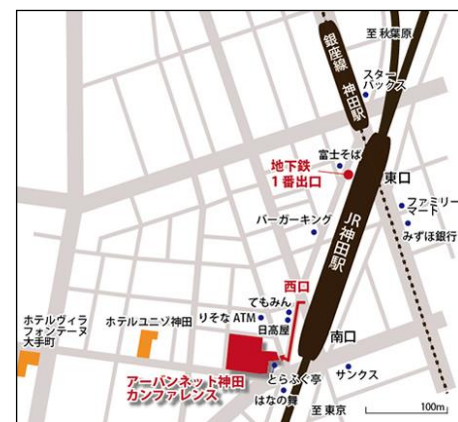 至 秋葉原
銀座線 神田駅
スター
バックス
富士そば
地下鉄
1番出口
東口
ファミリー
マート
みずほ銀行
バーガーキング
JR神田駅
西口
てもみん
りそなATM
日高屋
ホテルヴィラ
フォンテーヌ
大手町
ホテルユニゾ神田
南口
アーバンネット神田
カンファレンス
とらふぐ亭
サンクス
はなの舞
至 東京
100m